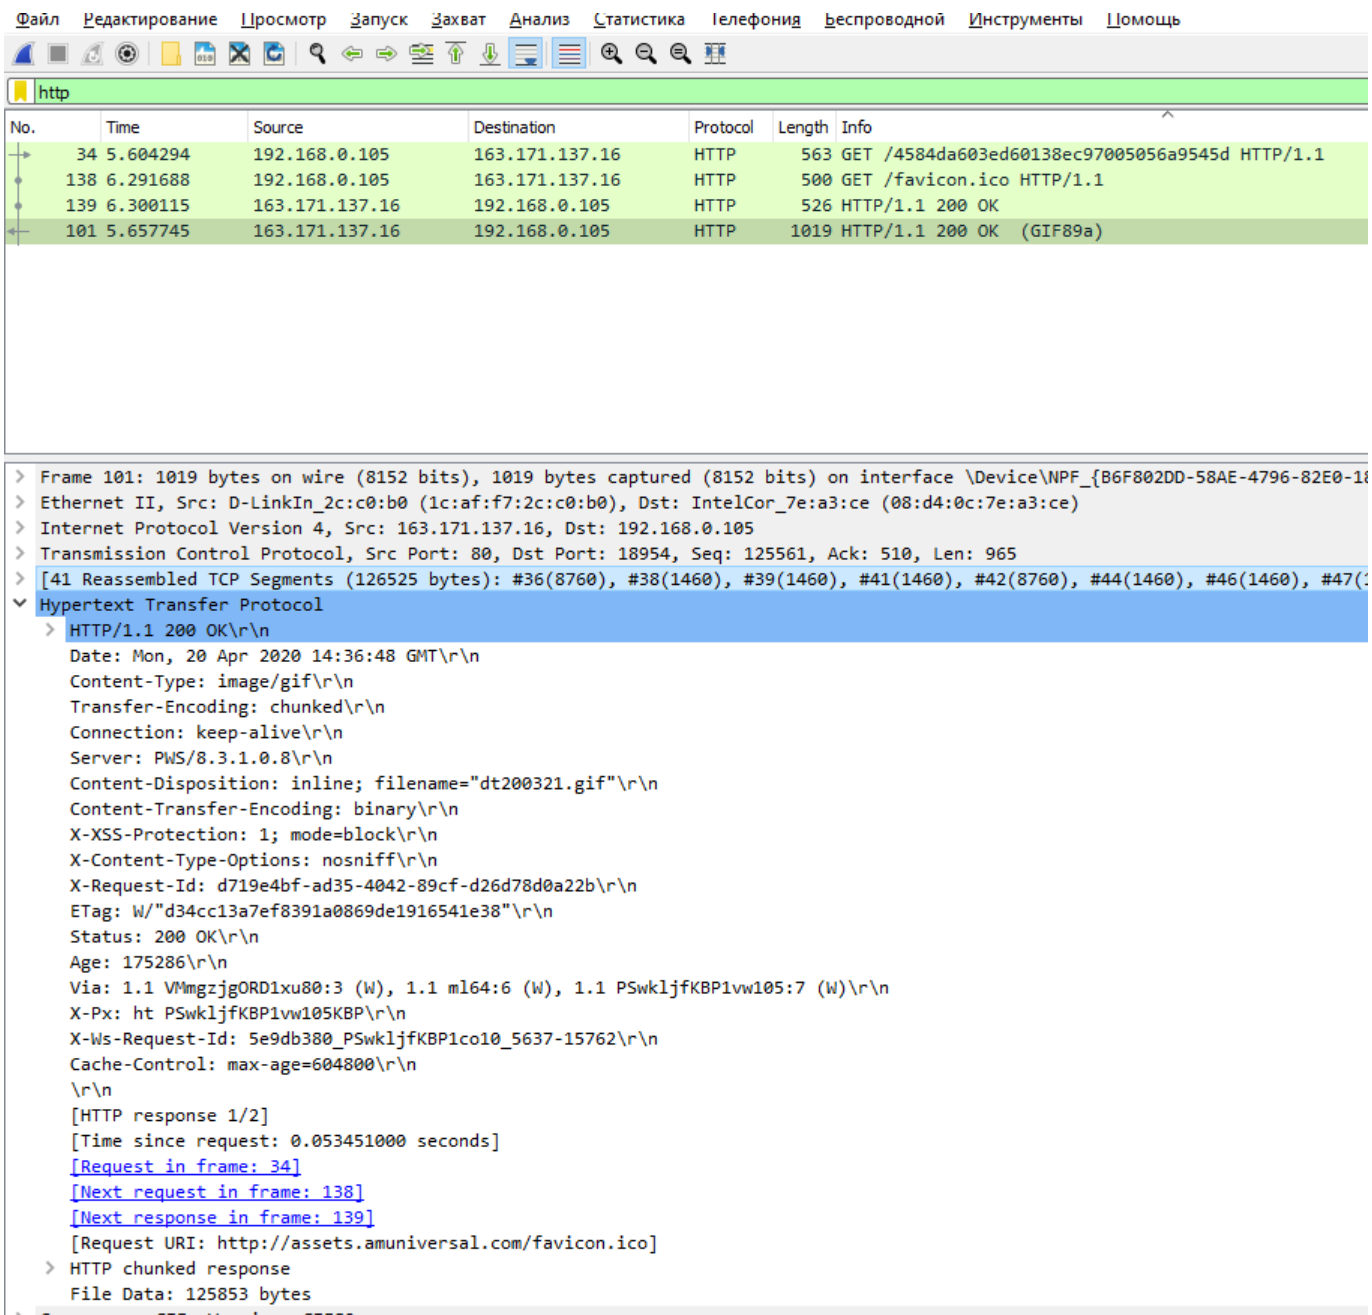 Файл Редактирование Просмотр Запуск Захват Анализ Статистика Телефония Беспроводной Инструменты Помощь
http
No. Time Source Destination Protocol Length Info
34 5.604294 192.168.0.105 163.171.137.16 HTTP 563 GET /4584da603ed60138ec97005056a9545d HTTP/1.1
138 6.291688 192.168.0.105 163.171.137.16 HTTP 500 GET /favicon.ico HTTP/1.1
139 6.300115 163.171.137.16 192.168.0.105 HTTP 526 HTTP/1.1 200 OK
101 5.657745 163.171.137.16 192.168.0.105 HTTP 1019 HTTP/1.1 200 OK (GIF89a)
Frame 101: 1019 bytes on wire (8152 bits), 1019 bytes captured (8152 bits) on interface \Device\NPF_{B6F802DD-58AE-4796-82E0-18
Ethernet II, Src: D-LinkIn_2c:c0:b0 (1c:af:f7:2c:c0:b0), Dst: IntelCor_7e:a3:ce (08:d4:0c:7e:a3:ce)
Internet Protocol Version 4, Src: 163.171.137.16, Dst: 192.168.0.105
Transmission Control Protocol, Src Port: 80, Dst Port: 18954, Seq: 125561, Ack: 510, Len: 965
[41 Reassembled TCP Segments (126525 bytes): #36(8760), #38(1460), #39(1460), #41(1460), #42(8760), #44(1460), #46(1460), #47(1
Hypertext Transfer Protocol
HTTP/1.1 200 OK\r\n
Date: Mon, 20 Apr 2020 14:36:48 GMT\r\n
Content-Type: image/gif\r\n
Transfer-Encoding: chunked\r\n
Connection: keep-alive\r\n
Server: PWS/8.3.1.0.8\r\n
Content-Disposition: inline; filename="dt200321.gif"\r\n
Content-Transfer-Encoding: binary\r\n
X-XSS-Protection: 1; mode=block\r\n
X-Content-Type-Options: nosniff\r\n
X-Request-Id: d719e4bf-ad35-4042-89cf-d26d78d0a22b\r\n
ETag: W/"d34cc13a7ef8391a0869de1916541e38"\r\n
Status: 200 OK\r\n
Age: 175286\r\n
Via: 1.1 VMmgzjgORD1xu80:3 (W), 1.1 ml64:6 (W), 1.1 PSwkljfKBP1vw105:7 (W)\r\n
X-Px: ht PSwkljfKBP1vw105KBP\r\n
X-Ws-Request-Id: 5e9db380_PSwkljfKBP1co10_5637-15762\r\n
Cache-Control: max-age=604800\r\n
\r\n
[HTTP response 1/2]
[Time since request: 0.053451000 seconds]
[Request in frame: 34]
[Next request in frame: 138]
[Next response in frame: 139]
[Request URI: http://assets.amuniversal.com/favicon.ico]
HTTP chunked response
File Data: 125853 bytes